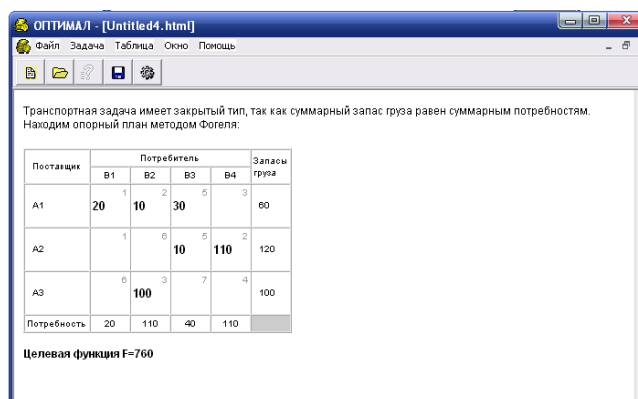 ОПТИМАЛ - [Untitled4.html]
Файл Задача Таблица Окно Помощь
Транспортная задача имеет закрытый тип, так как суммарный запас груза равен суммарным потребностям.
Находим опорный план методом Фогеля:
Поставщик Потребитель Запасы груза
B1 B2 B3 B4
1 2 5 3
A1 20 10 30 60
1 6 5 2
A2 10 110 120
6 3 7 4
A3 100 100
Потребность 20 110 40 110
Целевая функция F=760